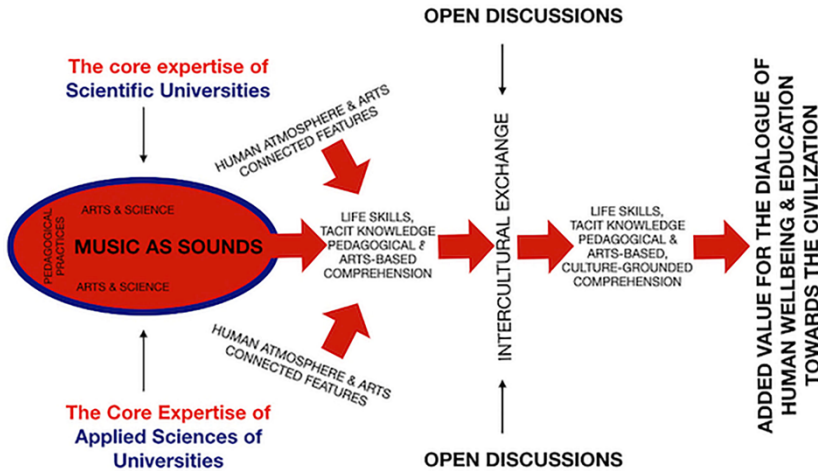 OPEN DISCUSSIONS
The core expertise of
Scientific Universities
HUMAN ATMOSPHERE & ARTS
CONNECTED FEATURES
PEDAGOGICAL
PRACTICES
ARTS & SCIENCE
MUSIC AS SOUNDS
ARTS & SCIENCE
LIFE SKILLS,
TACIT KNOWLEDGE
PEDAGOGICAL &
ARTS-BASED
COMPREHENSION
INTERCULTURAL EXCHANGE
LIFE SKILLS,
TACIT KNOWLEDGE
PEDAGOGICAL &
ARTS-BASED,
CULTURE-GROUNDED
COMPREHENSION
ADDED VALUE FOR THE DIALOGUE OF
HUMAN WELLBEING & EDUCATION
TOWARDS THE CIVILIZATION
HUMAN ATMOSPHERE & ARTS
CONNECTED FEATURES
The Core Expertise of
Applied Sciences of
Universities
OPEN DISCUSSIONS